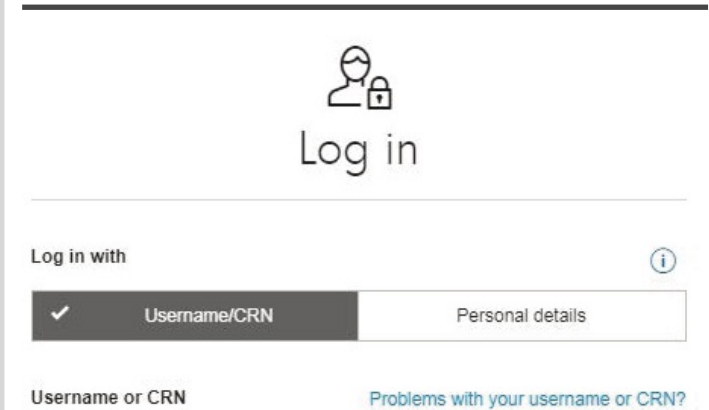 Log in
Log in with
Username/CRN Personal details
Username or CRN Problems with your username or CRN?